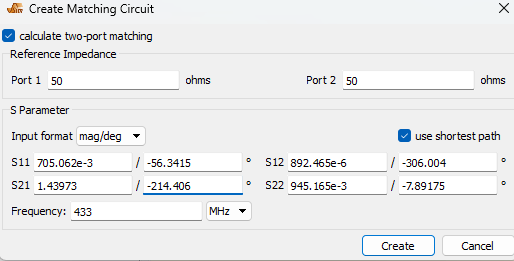 Create Matching Circuit
calculate two-port matching
Reference Impedance
Port 1 50 ohms Port 2 50 ohms
S Parameter
Input format mag/deg use shortest path
S11 705.062e-3 / -56.3415 ° S12 892.465e-6 / -306.004 °
S21 1.43973 / -214.406 ° S22 945.165e-3 / -7.89175 °
Frequency: 433 MHz
Create Cancel